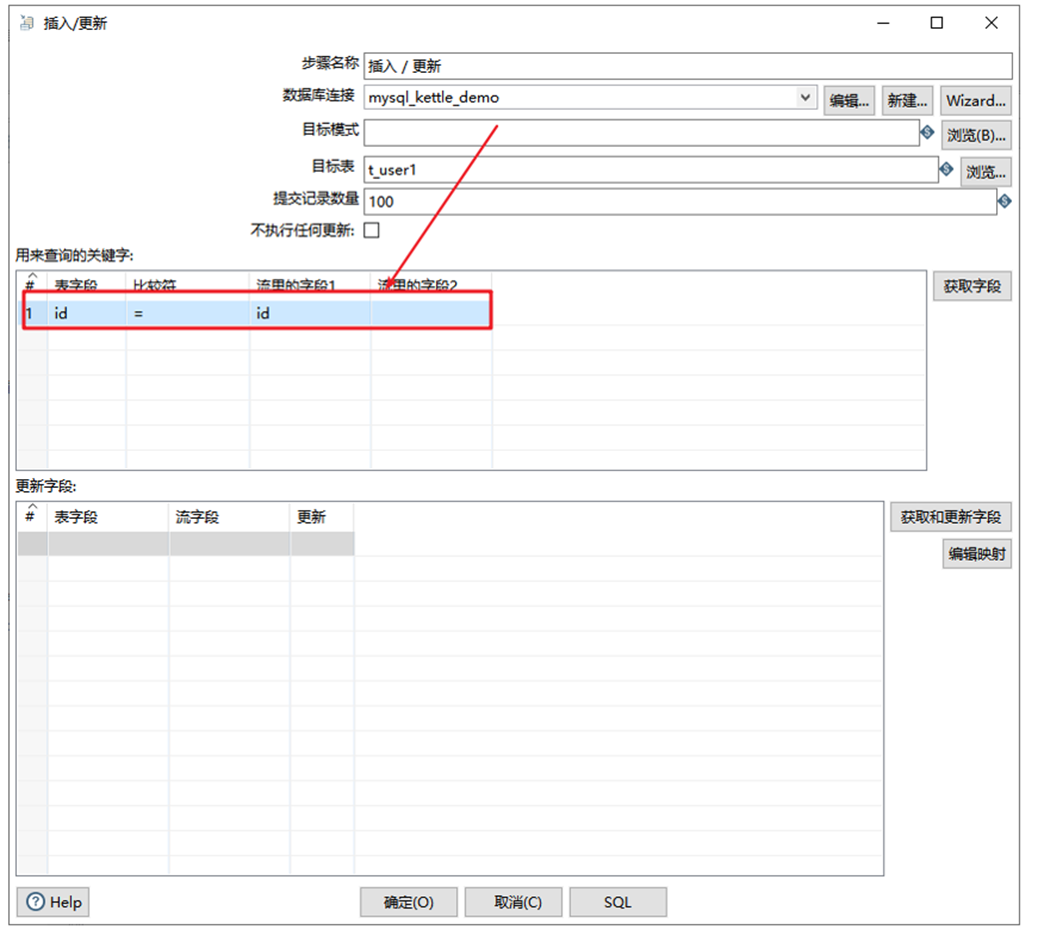 插入/更新
步骤名称 插入 / 更新
数据库连接 mysql_kettle_demo 编辑... 新建... Wizard...
目标模式 浏览(B)...
目标表 t_user1 浏览...
提交记录数量 100
不执行任何更新:
用来查询的关键字:
# 表字段 比较符 流里的字段1 流里的字段2 获取字段
1 id = id
更新字段:
# 表字段 流字段 更新 获取和更新字段
编辑映射
Help 确定(O) 取消(C) SQL